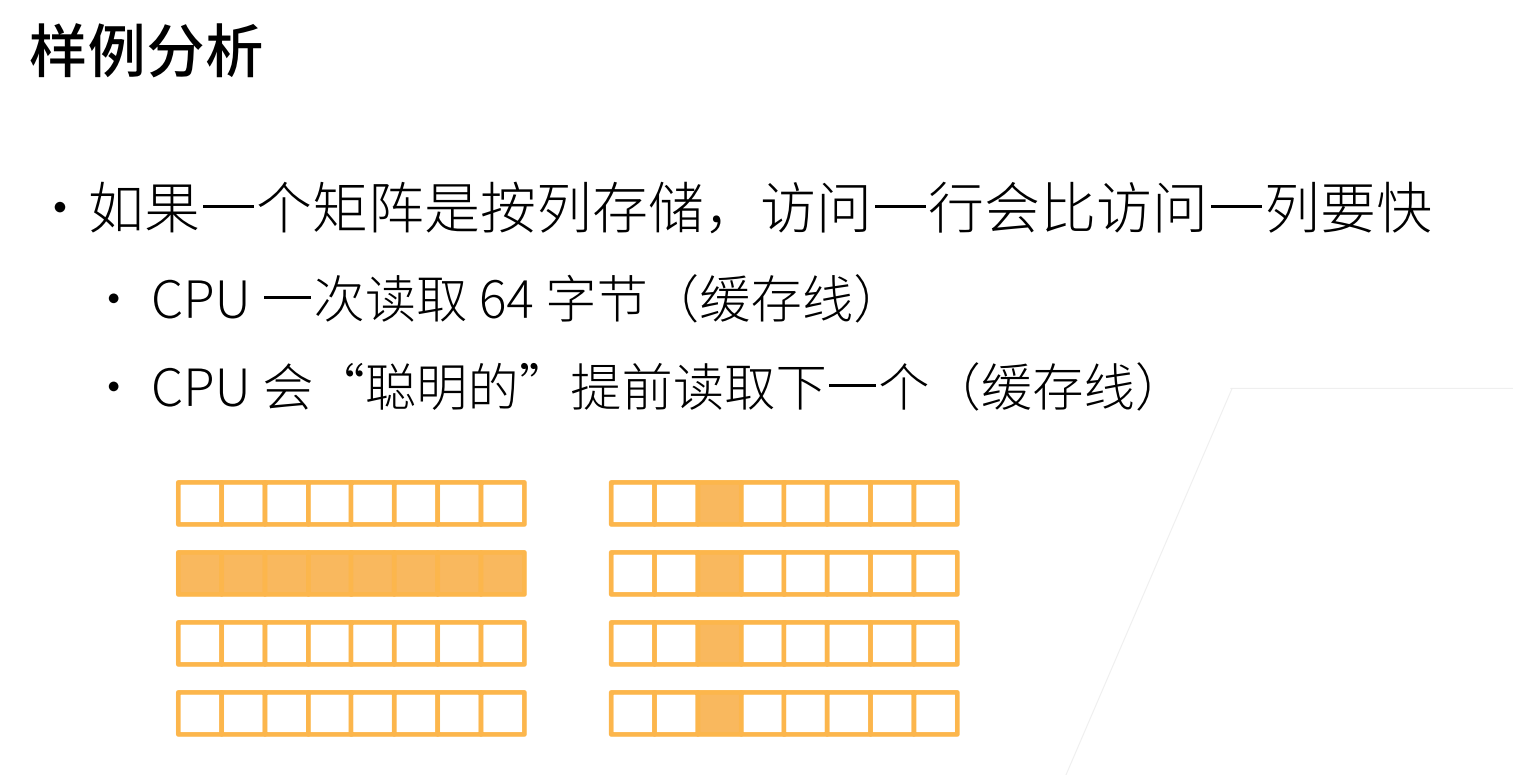 样例分析
• 如果一个矩阵是按列存储，访问一行会比访问一列要快
• CPU 一次读取 64 字节（缓存线）
• CPU 会“聪明的”提前读取下一个（缓存线）